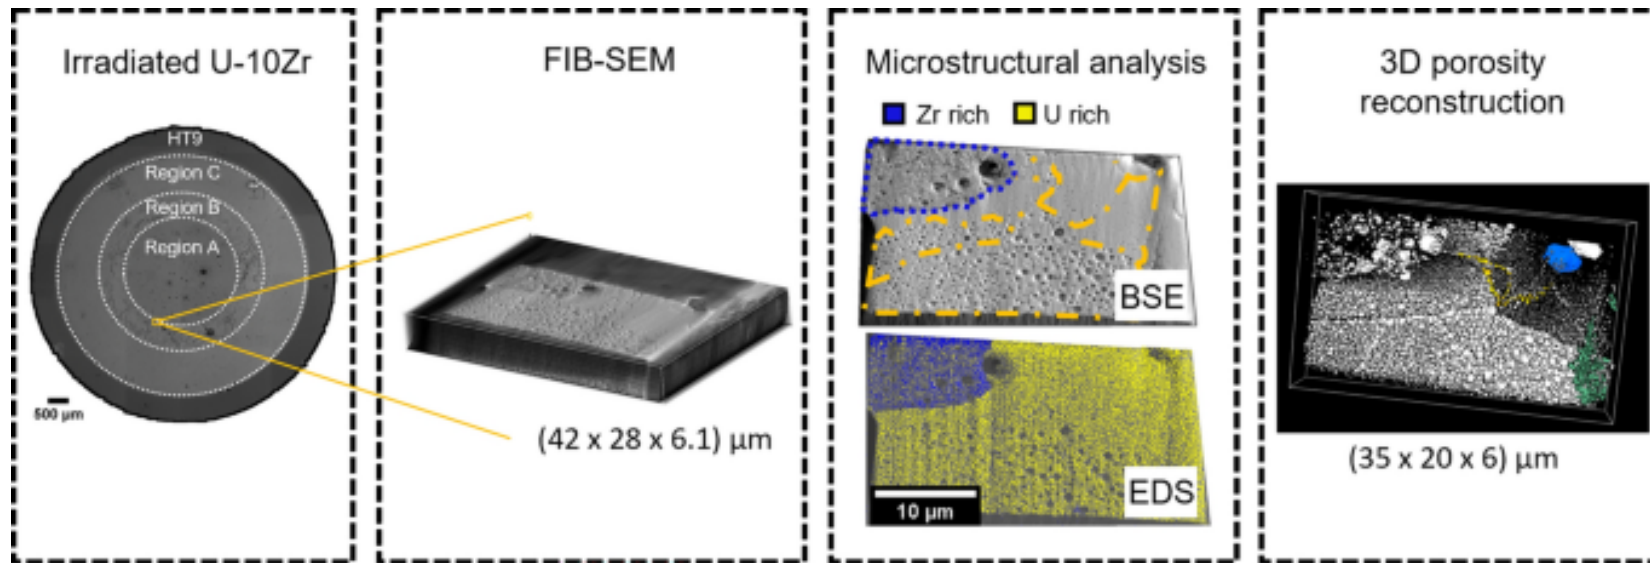 Irradiated U-10Zr
HT9
Region C
Region B
Region A
500 μm
FIB-SEM
(42 x 28 x 6.1) μm
Microstructural analysis
Zr rich
U rich
BSE
EDS
10 μm
3D porosity
reconstruction
(35 x 20 x 6) μm